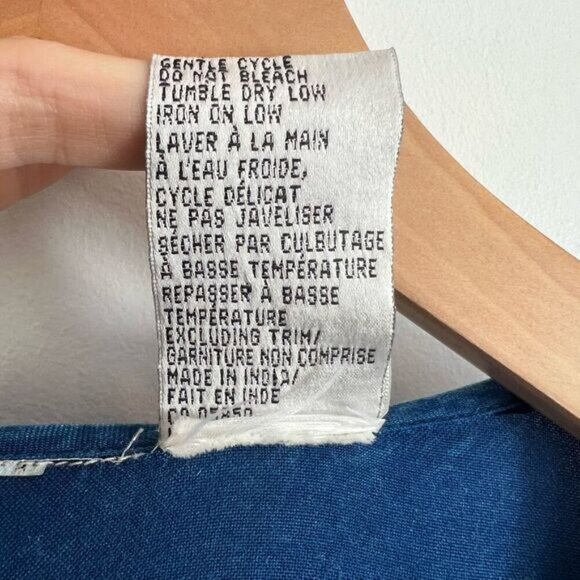 GENTLE CYCLE
DO NOT BLEACH
TUMBLE DRY LOW
IRON ON LOW
LAVER À LA MAIN
À L'EAU FROIDE,
CYCLE DÉLICAT
NE PAS JAVELISER
SÉCHER PAR CULBUTAGE
À BASSE TEMPÉRATURE
REPASSER À BASSE
TEMPÉRATURE
EXCLUDING TRIM/
GARNITURE NON COMPRISE
MADE IN INDIA/
FAIT EN INDE